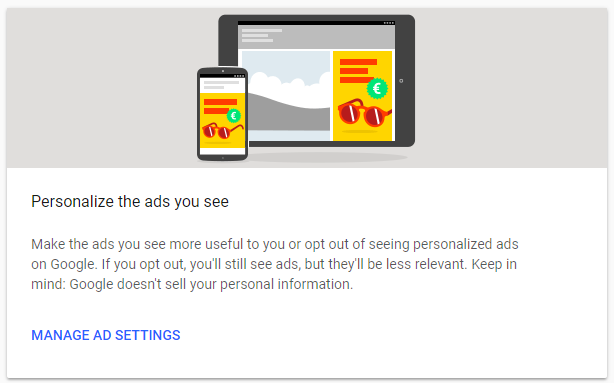 €
€
Personalize the ads you see
Make the ads you see more useful to you or opt out of seeing personalized ads
on Google. If you opt out, you'll still see ads, but they'll be less relevant. Keep in
mind: Google doesn't sell your personal information.
MANAGE AD SETTINGS